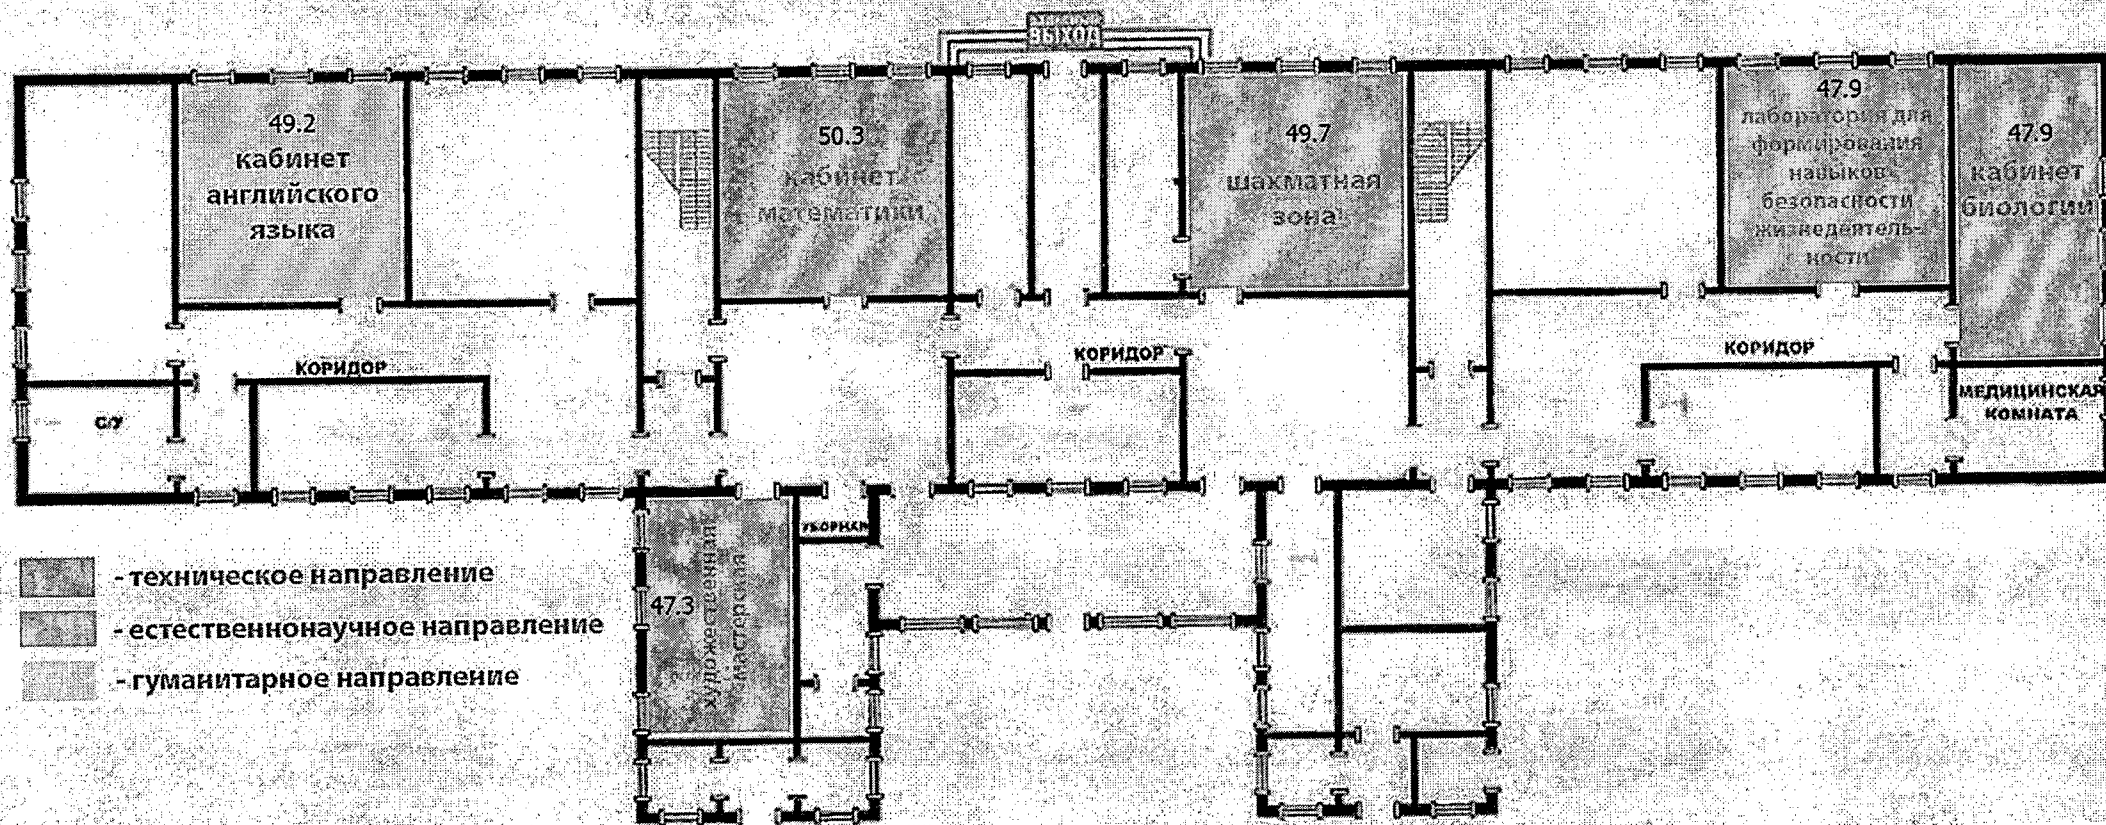 ВЫХОД
49.2
кабинет
английского
языка
50.3
кабинет
математики
49.7
шахматная
зона
47.9
лаборатория для
формирования
навыков
безопасности
жизнедеятель-
ности
47.9
кабинет
биологии
КОРИДОР
КОРИДОР
КОРИДОР
С/У
МЕДИЦИНСКАЯ
КОМНАТА
УБОРНАЯ
47.3
художественная
мастерская
- техническое направление
- естественнонаучное направление
- гуманитарное направление